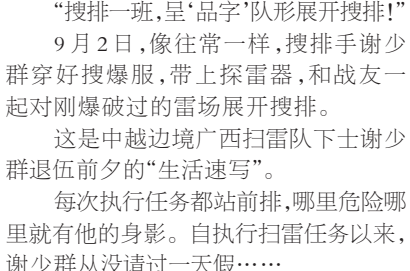 “搜排一班,呈‘品字’队形展开搜排!”
9月2日,像往常一样,搜排手谢少
群穿好搜爆服,带上探雷器,和战友一
起对刚爆破过的雷场展开搜排。
这是中越边境广西扫雷队下士谢少
群退伍前夕的“生活速写”。
每次执行任务都站前排,哪里危险哪
里就有他的身影。自执行扫雷任务以来,
谢少群从没请过一天假……